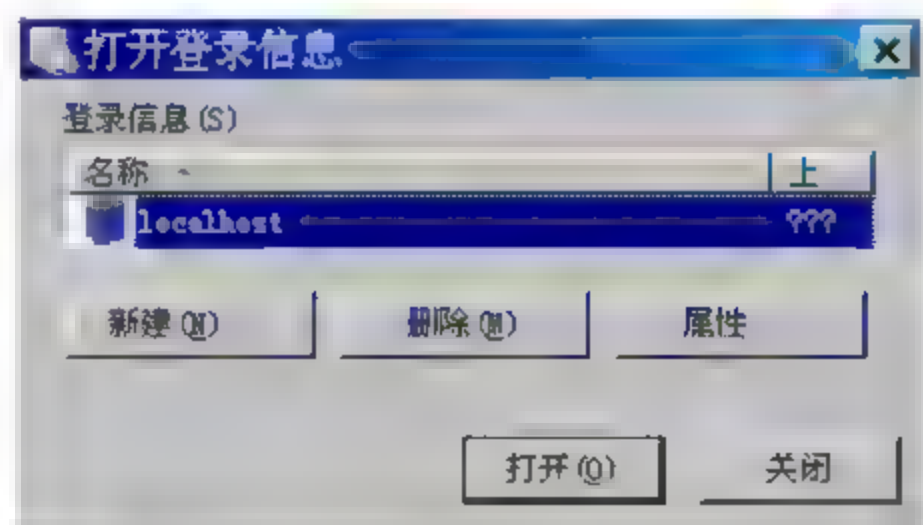 打开登录信息
登录信息(S)
名称 上
localhost ???
新建(N) 删除(M) 属性
打开(O) 关闭